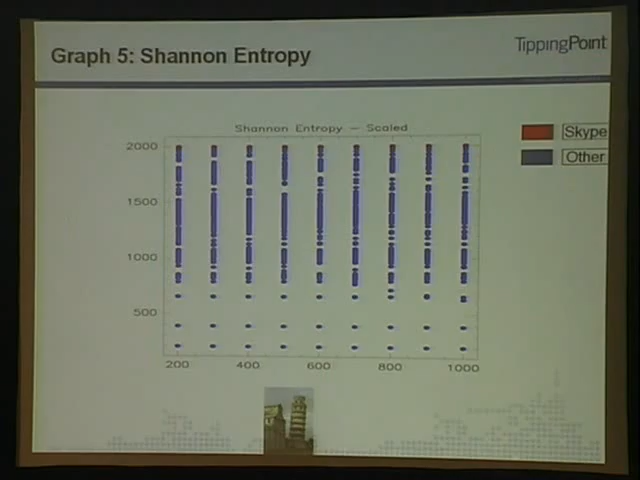 Graph 5: Shannon Entropy
TippingPoint
Shannon Entropy – Scaled
Skype
Other
2000
1500
1000
500
200 400 600 800 1000